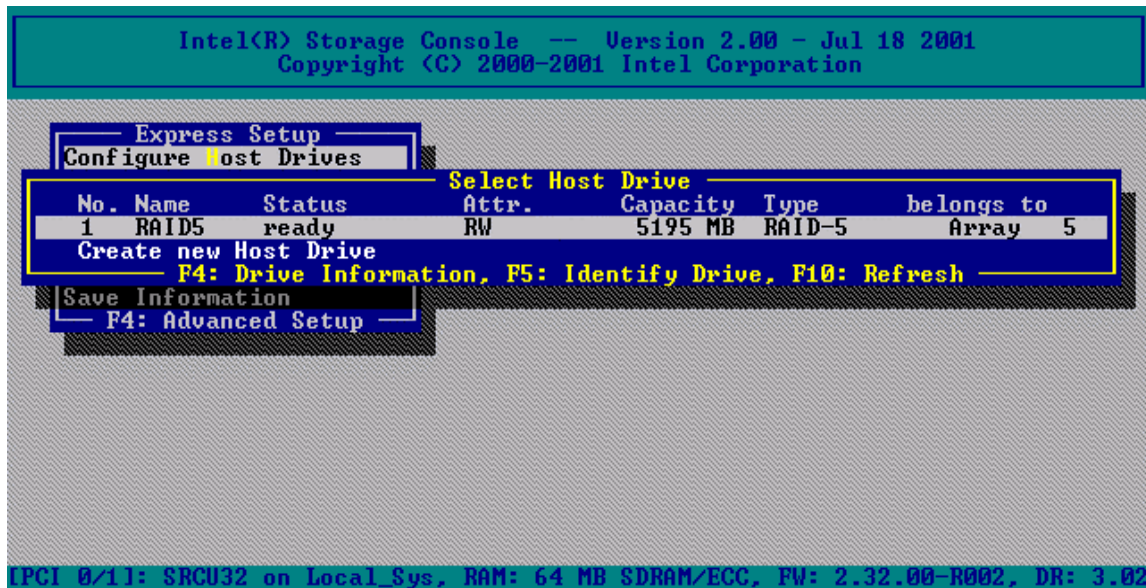 Intel(R) Storage Console -- Version 2.00 - Jul 18 2001
Copyright (C) 2000-2001 Intel Corporation
Express Setup
Configure Host Drives
Select Host Drive
No. Name Status Attr. Capacity Type belongs to
1 RAID5 ready RW 5195 MB RAID-5 Array 5
Create new Host Drive
F4: Drive Information, F5: Identify Drive, F10: Refresh
Save Information
F4: Advanced Setup
[PCI 0/1]: SRCU32 on Local_Sys, RAM: 64 MB SDRAM/ECC, FW: 2.32.00-R002, DR: 3.02